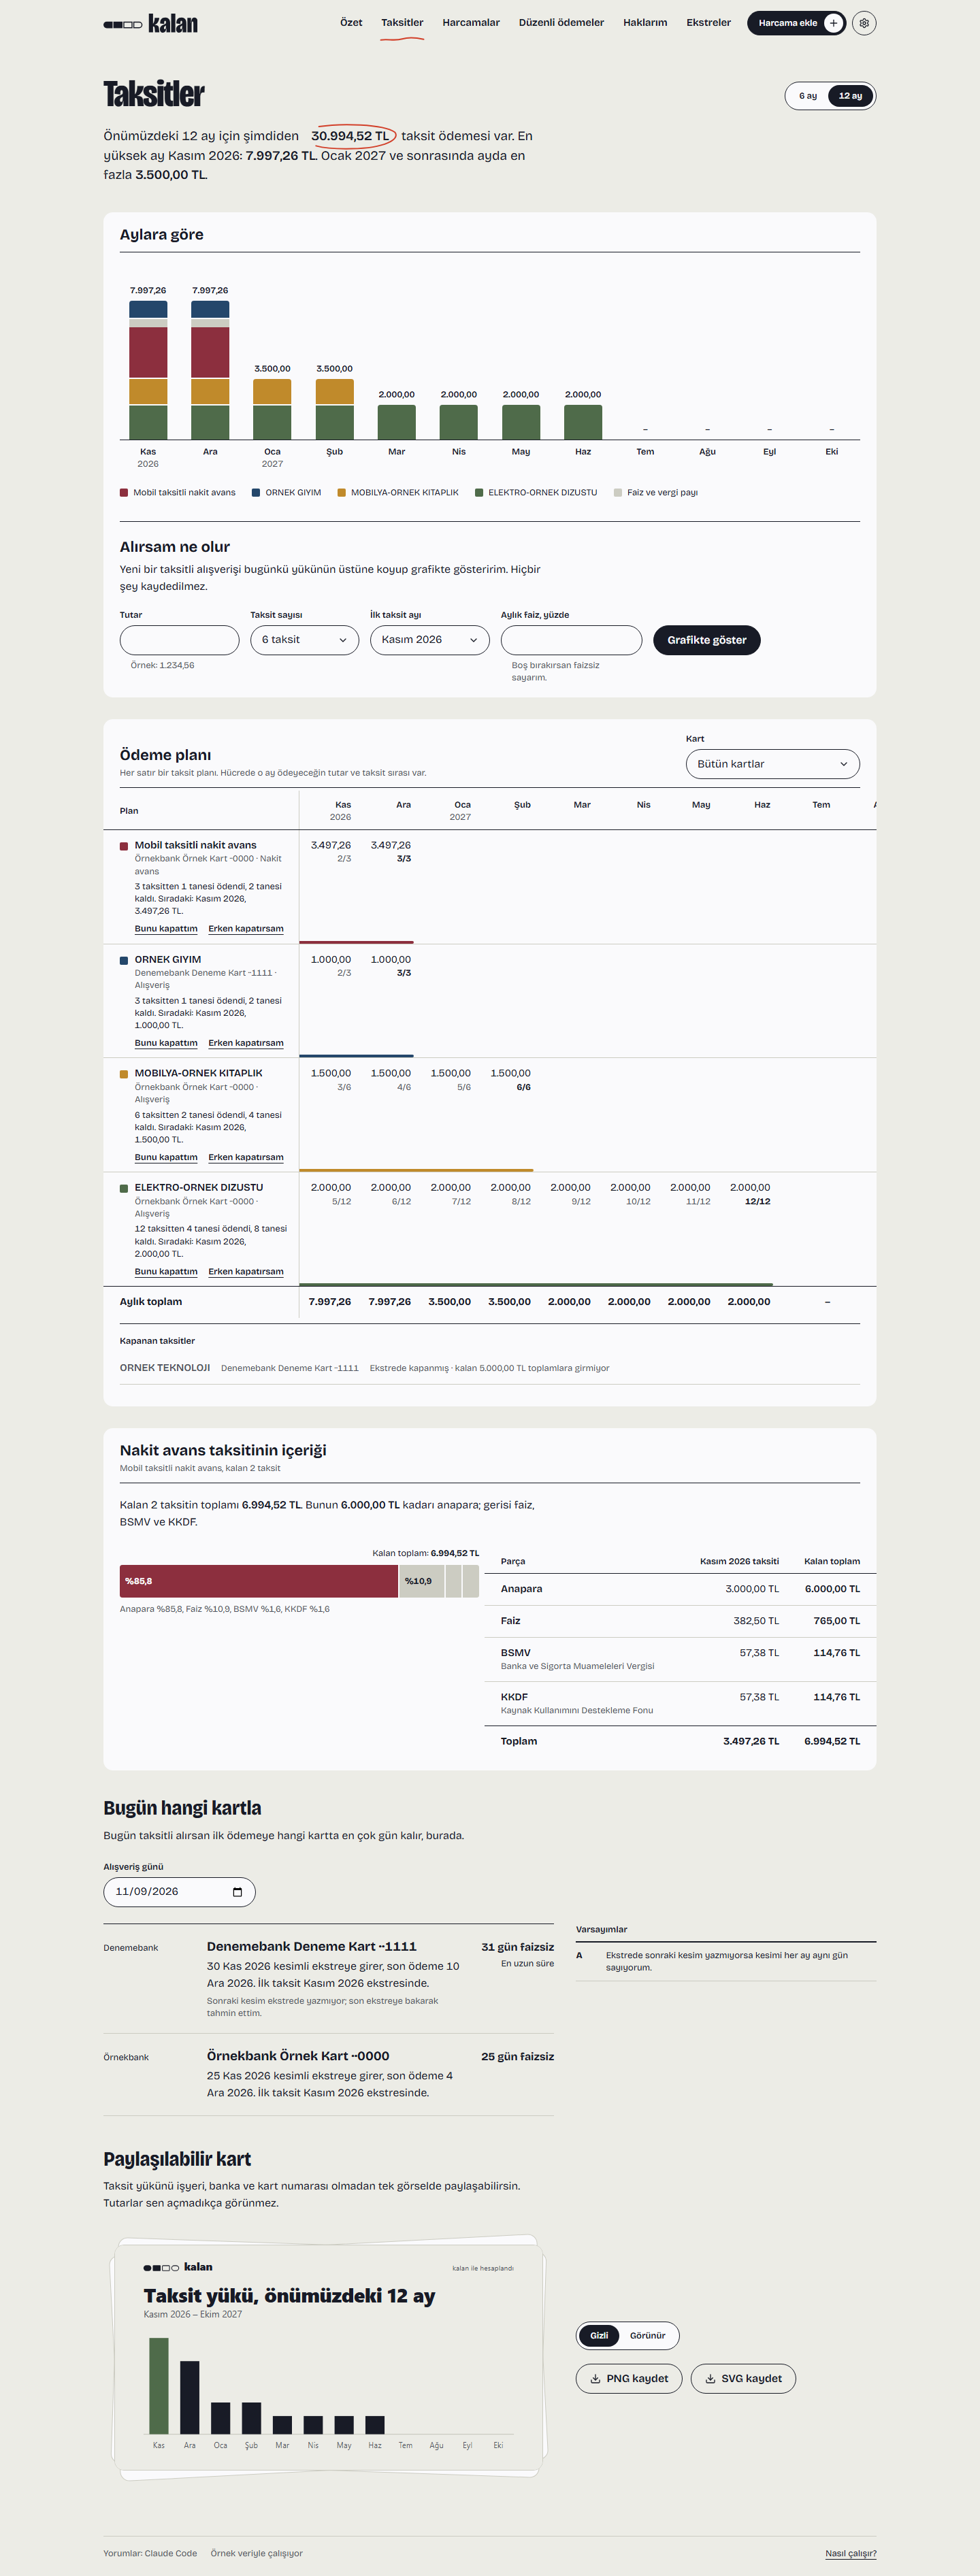 kalan
Özet Taksitler Harcamalar Düzenli ödemeler Haklarım Ekstreler Harcama ekle
Taksitler
6 ay 12 ay
Önümüzdeki 12 ay için şimdiden 30.994,52 TL taksit ödemesi var. En
yüksek ay Kasım 2026: 7.997,26 TL. Ocak 2027 ve sonrasında ayda en
fazla 3.500,00 TL.
Aylara göre
7.997,26 7.997,26 3.500,00 3.500,00 2.000,00 2.000,00 2.000,00 2.000,00 – – – –
Kas Ara Oca Şub Mar Nis May Haz Tem Ağu Eyl Eki
2026 2027
Mobil taksitli nakit avans ORNEK GIYIM MOBILYA-ORNEK KITAPLIK ELEKTRO-ORNEK DIZUSTU Faiz ve vergi payı
Alırsam ne olur
Yeni bir taksitli alışverişi bugünkü yükünün üstüne koyup grafikte gösteririm. Hiçbir
şey kaydedilmez.
Tutar Taksit sayısı İlk taksit ayı Aylık faiz, yüzde
6 taksit Kasım 2026 Grafikte göster
Örnek: 1.234,56 Boş bırakırsan faizsiz
sayarım.
Kart
Ödeme planı
Bütün kartlar
Her satır bir taksit planı. Hücrede o ay ödeyeceğin tutar ve taksit sırası var.
Plan Kas Ara Oca Şub Mar Nis May Haz Tem
2026 2027
Mobil taksitli nakit avans 3.497,26 3.497,26
Örnekbank Örnek Kart ··0000 · Nakit 2/3 3/3
avans
3 taksitten 1 tanesi ödendi, 2 tanesi
kaldı. Sıradaki: Kasım 2026,
3.497,26 TL.
Bunu kapattım Erken kapatırsam
ORNEK GIYIM 1.000,00 1.000,00
Denemebank Deneme Kart ··1111 · 2/3 3/3
Alışveriş
3 taksitten 1 tanesi ödendi, 2 tanesi
kaldı. Sıradaki: Kasım 2026,
1.000,00 TL.
Bunu kapattım Erken kapatırsam
MOBILYA-ORNEK KITAPLIK 1.500,00 1.500,00 1.500,00 1.500,00
Örnekbank Örnek Kart ··0000 · 3/6 4/6 5/6 6/6
Alışveriş
6 taksitten 2 tanesi ödendi, 4 tanesi
kaldı. Sıradaki: Kasım 2026,
1.500,00 TL.
Bunu kapattım Erken kapatırsam
ELEKTRO-ORNEK DIZUSTU 2.000,00 2.000,00 2.000,00 2.000,00 2.000,00 2.000,00 2.000,00 2.000,00
Örnekbank Örnek Kart ··0000 · 5/12 6/12 7/12 8/12 9/12 10/12 11/12 12/12
Alışveriş
12 taksitten 4 tanesi ödendi, 8 tanesi
kaldı. Sıradaki: Kasım 2026,
2.000,00 TL.
Bunu kapattım Erken kapatırsam
Aylık toplam 7.997,26 7.997,26 3.500,00 3.500,00 2.000,00 2.000,00 2.000,00 2.000,00 –
Kapanan taksitler
ORNEK TEKNOLOJI Denemebank Deneme Kart ··1111 Ekstrede kapanmış · kalan 5.000,00 TL toplamlara girmiyor
Nakit avans taksitinin içeriği
Mobil taksitli nakit avans, kalan 2 taksit
Kalan 2 taksitin toplamı 6.994,52 TL. Bunun 6.000,00 TL kadarı anapara; gerisi faiz,
BSMV ve KKDF.
Kalan toplam: 6.994,52 TL
%85,8 %10,9
Anapara %85,8, Faiz %10,9, BSMV %1,6, KKDF %1,6
Parça Kasım 2026 taksiti Kalan toplam
Anapara 3.000,00 TL 6.000,00 TL
Faiz 382,50 TL 765,00 TL
BSMV 57,38 TL 114,76 TL
Banka ve Sigorta Muameleleri Vergisi
KKDF 57,38 TL 114,76 TL
Kaynak Kullanımını Destekleme Fonu
Toplam 3.497,26 TL 6.994,52 TL
Bugün hangi kartla
Bugün taksitli alırsan ilk ödemeye hangi kartta en çok gün kalır, burada.
Alışveriş günü
11/09/2026
Denemebank Denemebank Deneme Kart ··1111 31 gün faizsiz
30 Kas 2026 kesimli ekstreye girer, son ödeme 10 En uzun süre
Ara 2026. İlk taksit Kasım 2026 ekstresinde.
Sonraki kesim ekstrede yazmıyor; son ekstreye bakarak
tahmin ettim.
Örnekbank Örnekbank Örnek Kart ··0000 25 gün faizsiz
25 Kas 2026 kesimli ekstreye girer, son ödeme 4
Ara 2026. İlk taksit Kasım 2026 ekstresinde.
Varsayımlar
A Ekstrede sonraki kesim yazmıyorsa kesimi her ay aynı gün
sayıyorum.
Paylaşılabilir kart
Taksit yükünü işyeri, banka ve kart numarası olmadan tek görselde paylaşabilirsin.
Tutarlar sen açmadıkça görünmez.
kalan kalan ile hesaplandı
Taksit yükü, önümüzdeki 12 ay
Kasım 2026 – Ekim 2027
Kas Ara Oca Şub Mar Nis May Haz Tem Ağu Eyl Eki
Gizli Görünür
PNG kaydet SVG kaydet
Yorumlar: Claude Code Örnek veriyle çalışıyor Nasıl çalışır?